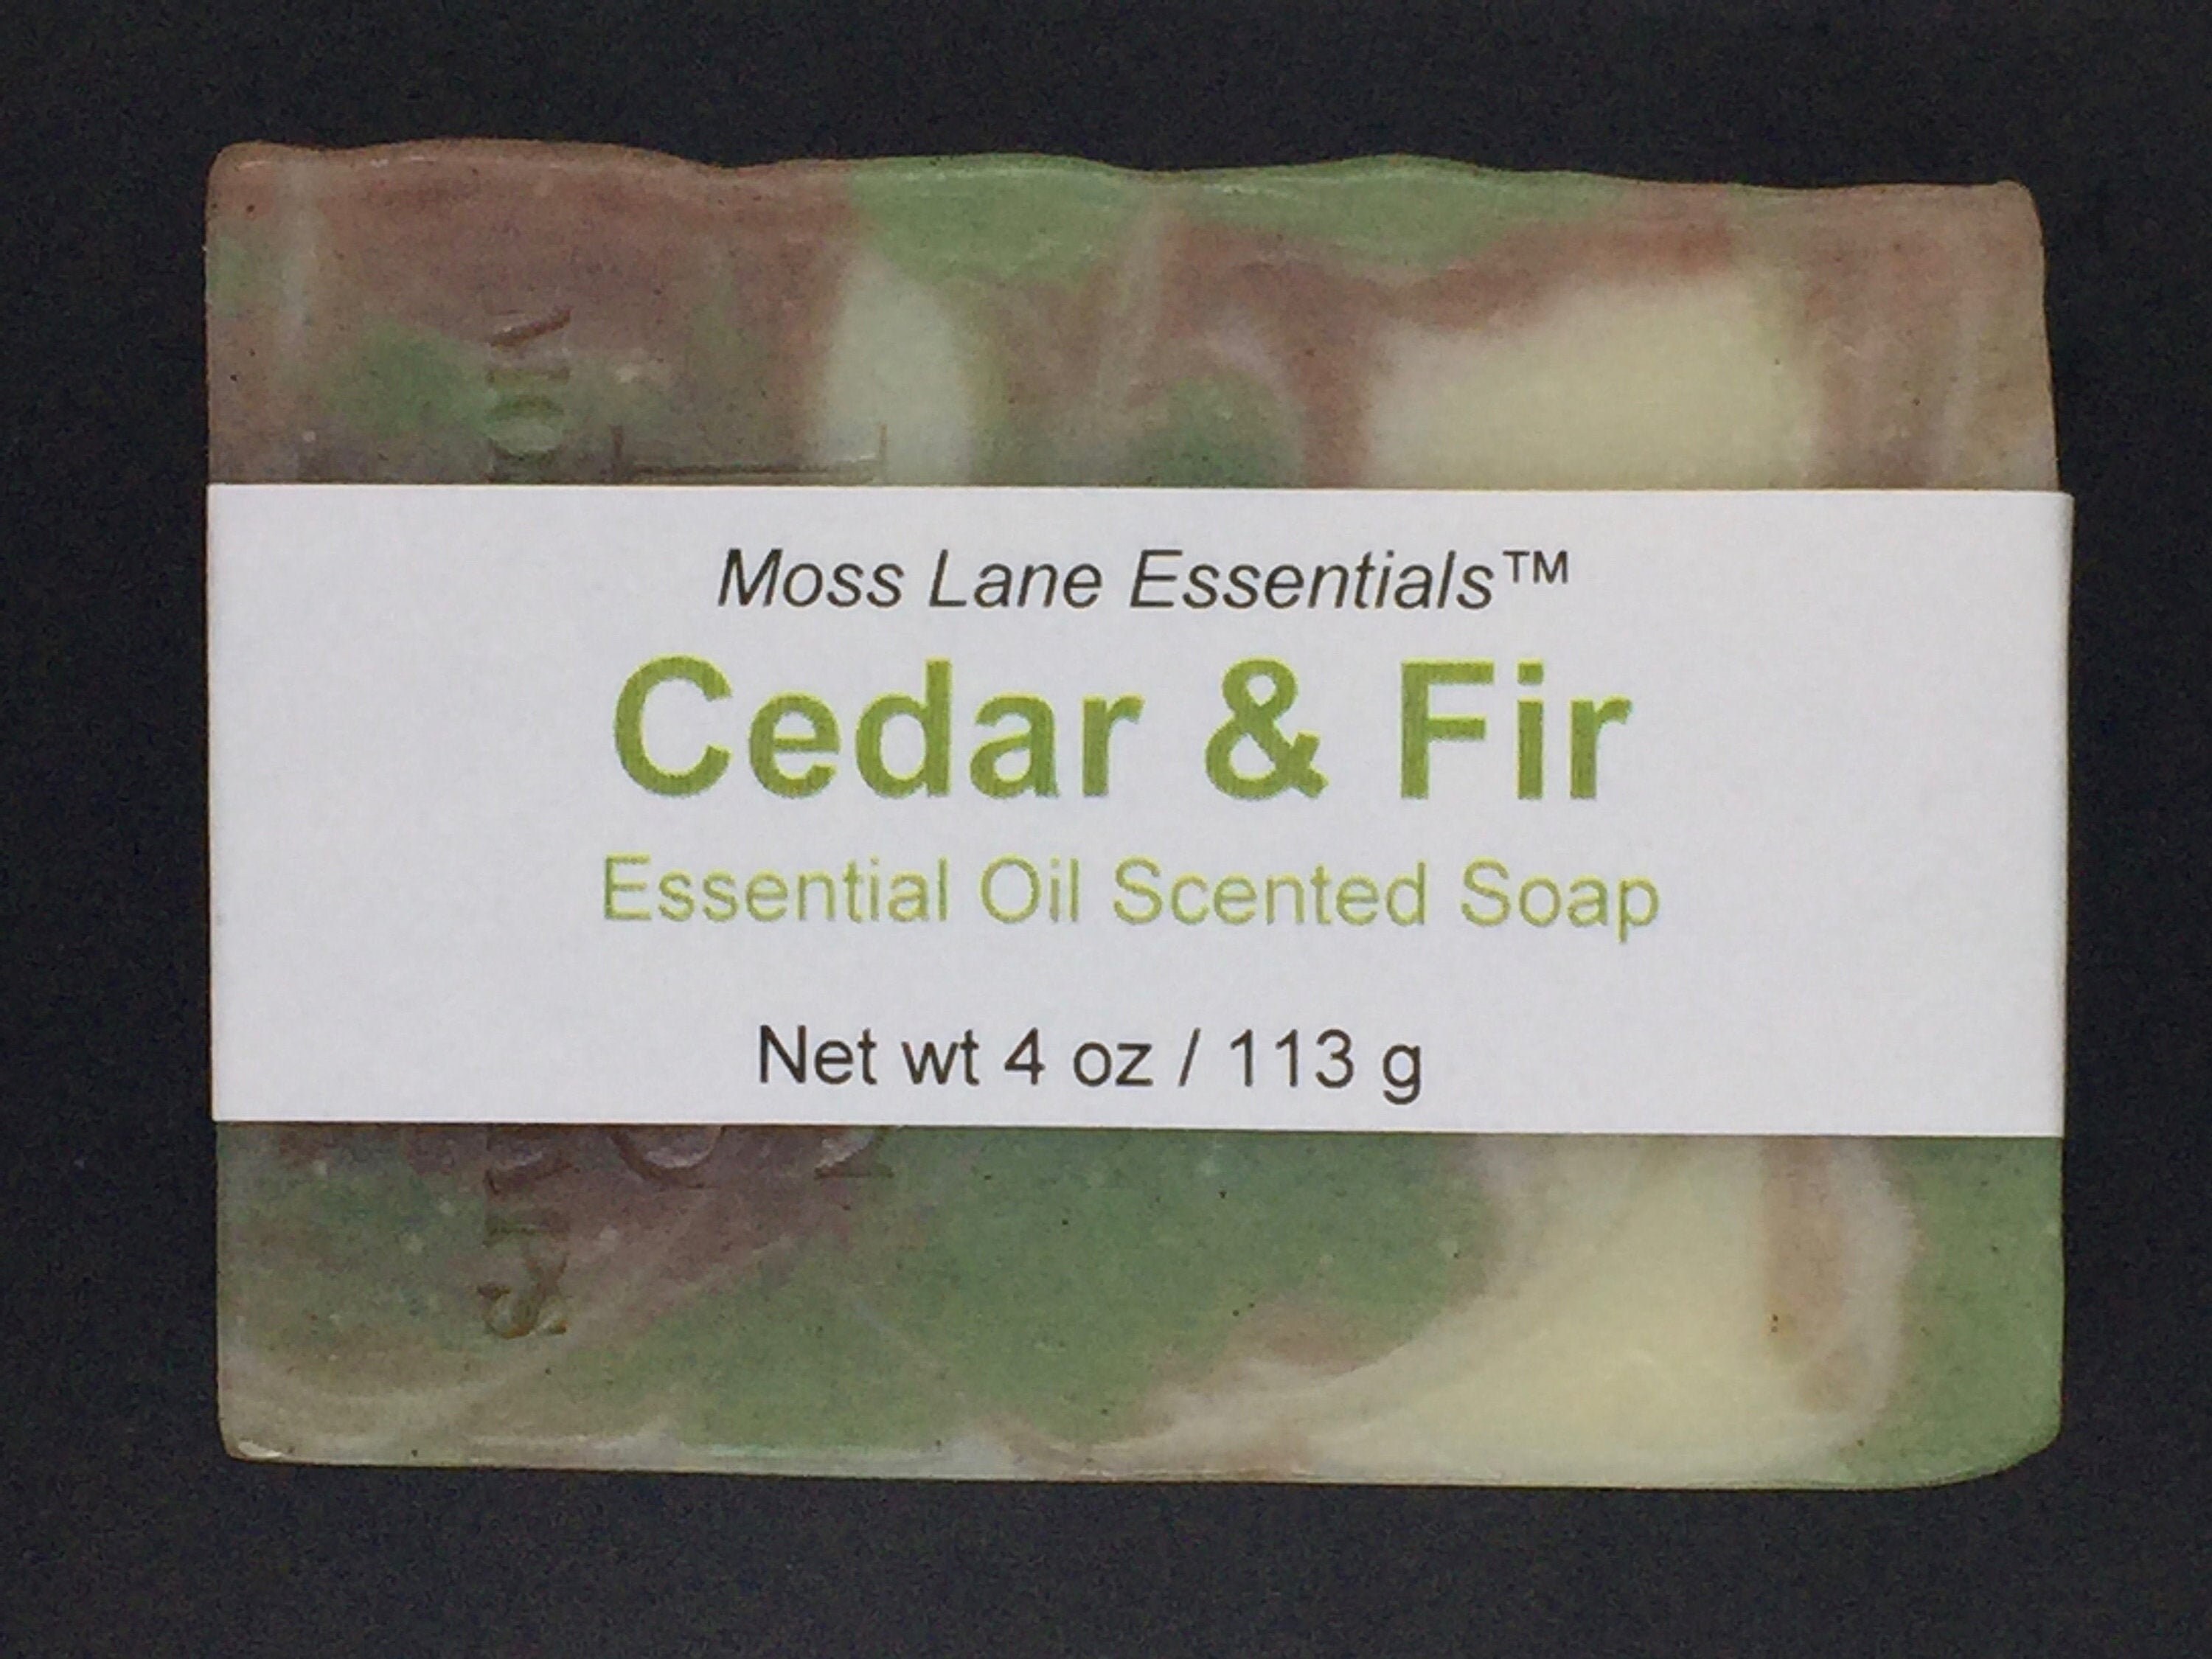 Moss Lane Essentials™
Cedar & Fir
Essential Oil Scented Soap
Net wt 4 oz / 113 g